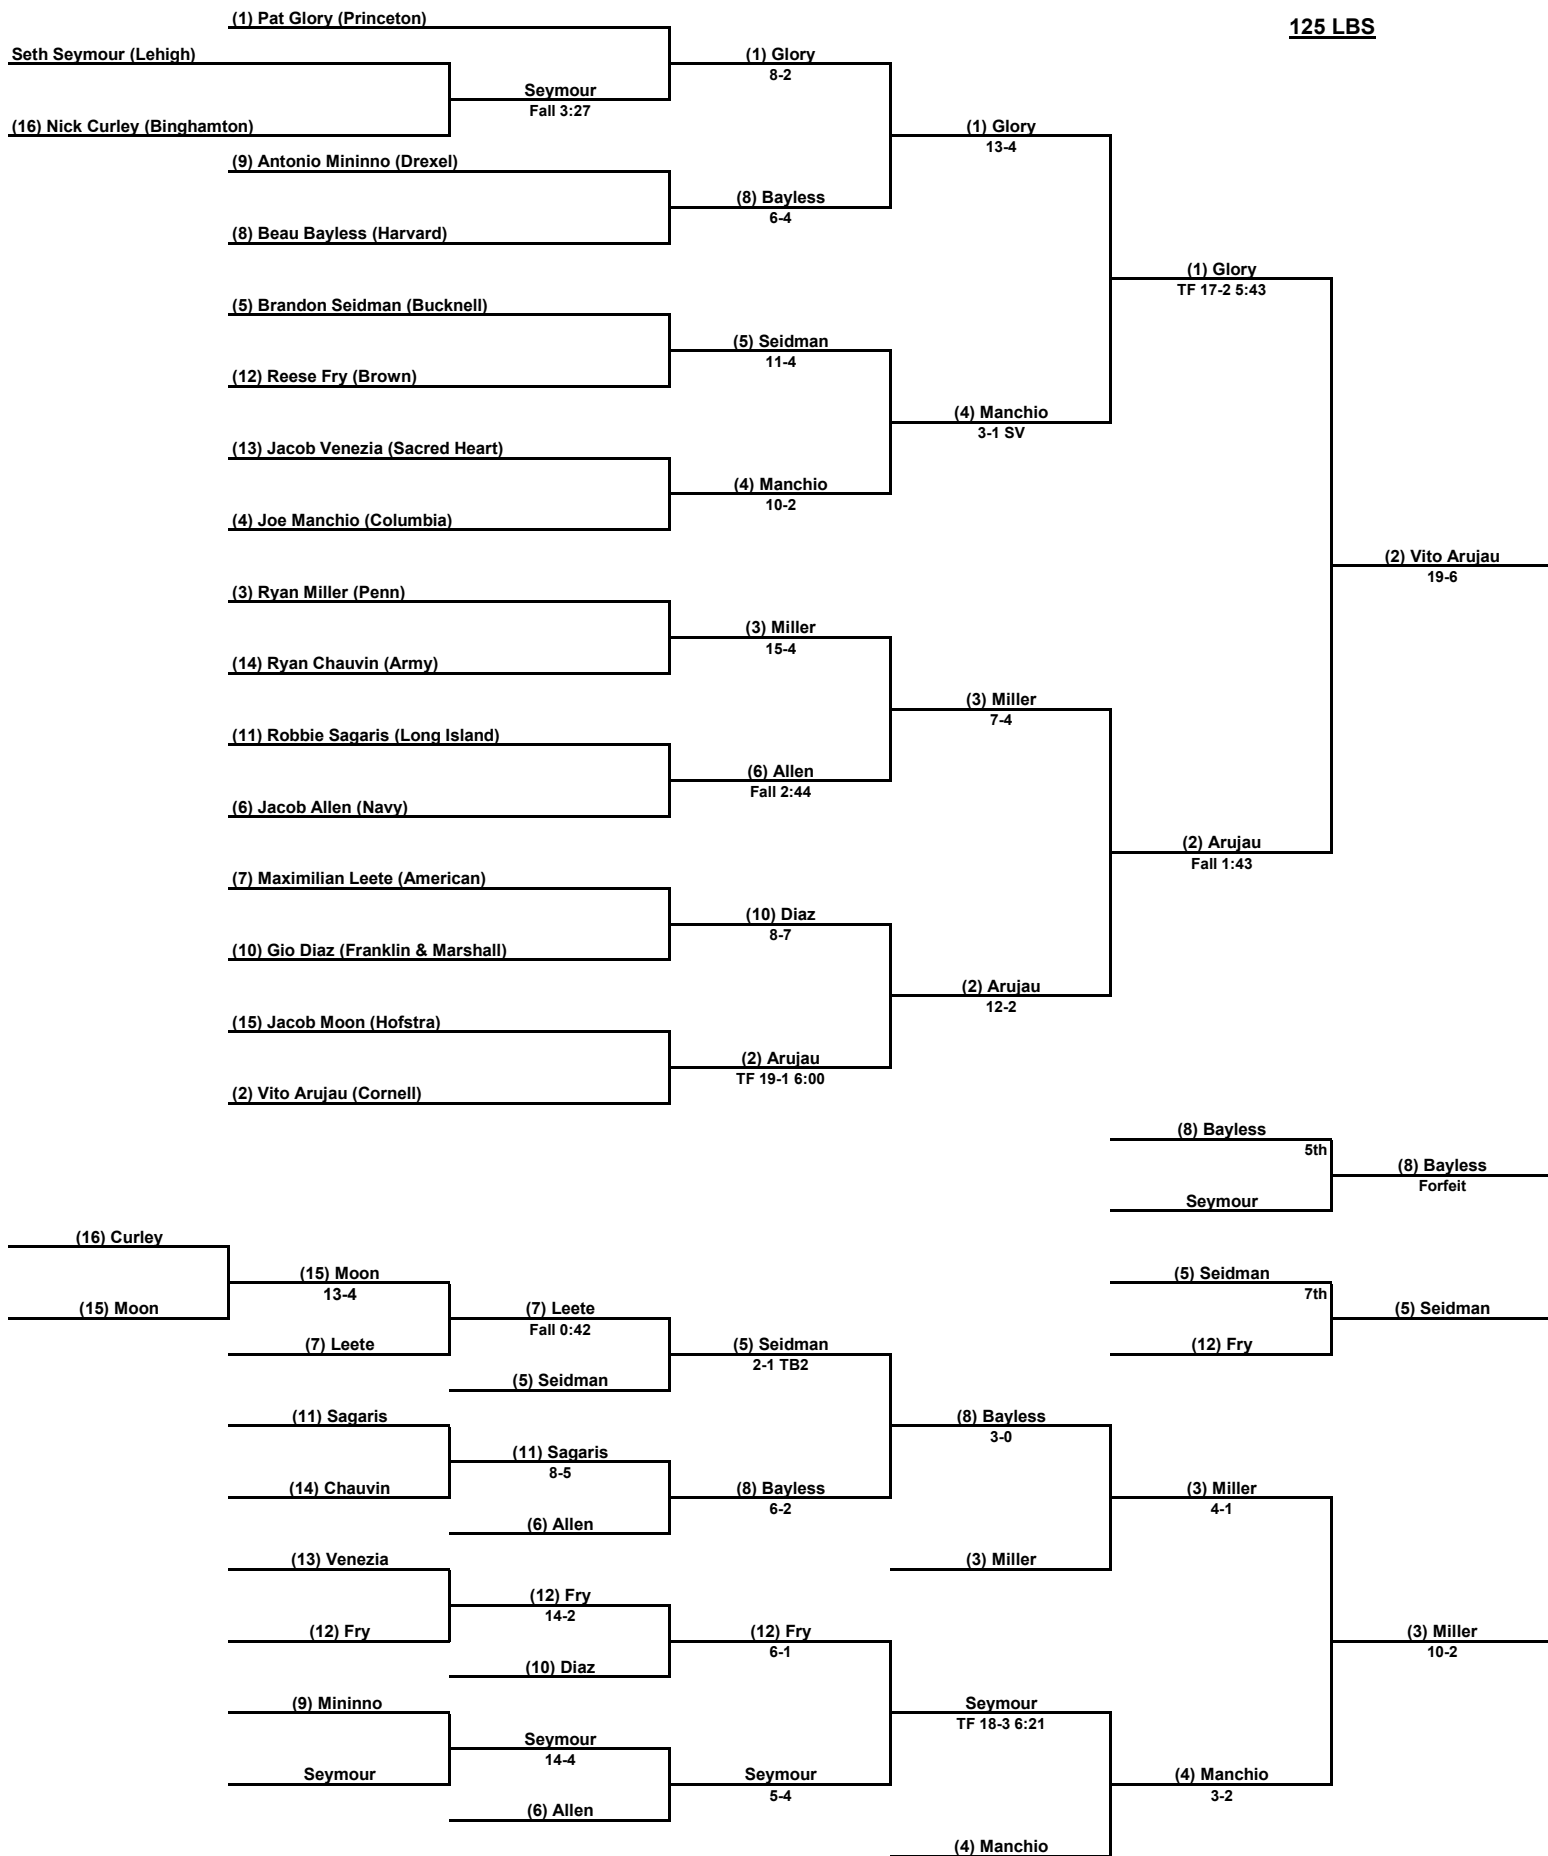 (1) Pat Glory (Princeton)
125 LBS
Seth Seymour (Lehigh)
(1) Glory
8-2
Seymour
Fall 3:27
(16) Nick Curley (Binghamton)
(1) Glory
13-4
(9) Antonio Mininno (Drexel)
(8) Bayless
6-4
(8) Beau Bayless (Harvard)
(1) Glory
TF 17-2 5:43
(5) Brandon Seidman (Bucknell)
(5) Seidman
11-4
(12) Reese Fry (Brown)
(4) Manchio
3-1 SV
(13) Jacob Venezia (Sacred Heart)
(4) Manchio
10-2
(4) Joe Manchio (Columbia)
(2) Vito Arujau
19-6
(3) Ryan Miller (Penn)
(3) Miller
15-4
(14) Ryan Chauvin (Army)
(3) Miller
7-4
(11) Robbie Sagaris (Long Island)
(6) Allen
Fall 2:44
(6) Jacob Allen (Navy)
(2) Arujau
Fall 1:43
(7) Maximilian Leete (American)
(10) Diaz
8-7
(10) Gio Diaz (Franklin & Marshall)
(2) Arujau
12-2
(15) Jacob Moon (Hofstra)
(2) Arujau
TF 19-1 6:00
(2) Vito Arujau (Cornell)
(8) Bayless
5th
(8) Bayless
Forfeit
Seymour
(16) Curley
(15) Moon
13-4
(5) Seidman
7th
(15) Moon
(7) Leete
Fall 0:42
(5) Seidman
(7) Leete
(5) Seidman
2-1 TB2
(12) Fry
(5) Seidman
(11) Sagaris
(8) Bayless
3-0
(11) Sagaris
8-5
(14) Chauvin
(8) Bayless
6-2
(3) Miller
4-1
(6) Allen
(13) Venezia
(3) Miller
(12) Fry
14-2
(12) Fry
(12) Fry
6-1
(3) Miller
10-2
(10) Diaz
(9) Mininno
Seymour
TF 18-3 6:21
Seymour
14-4
Seymour
Seymour
5-4
(4) Manchio
3-2
(6) Allen
(4) Manchio